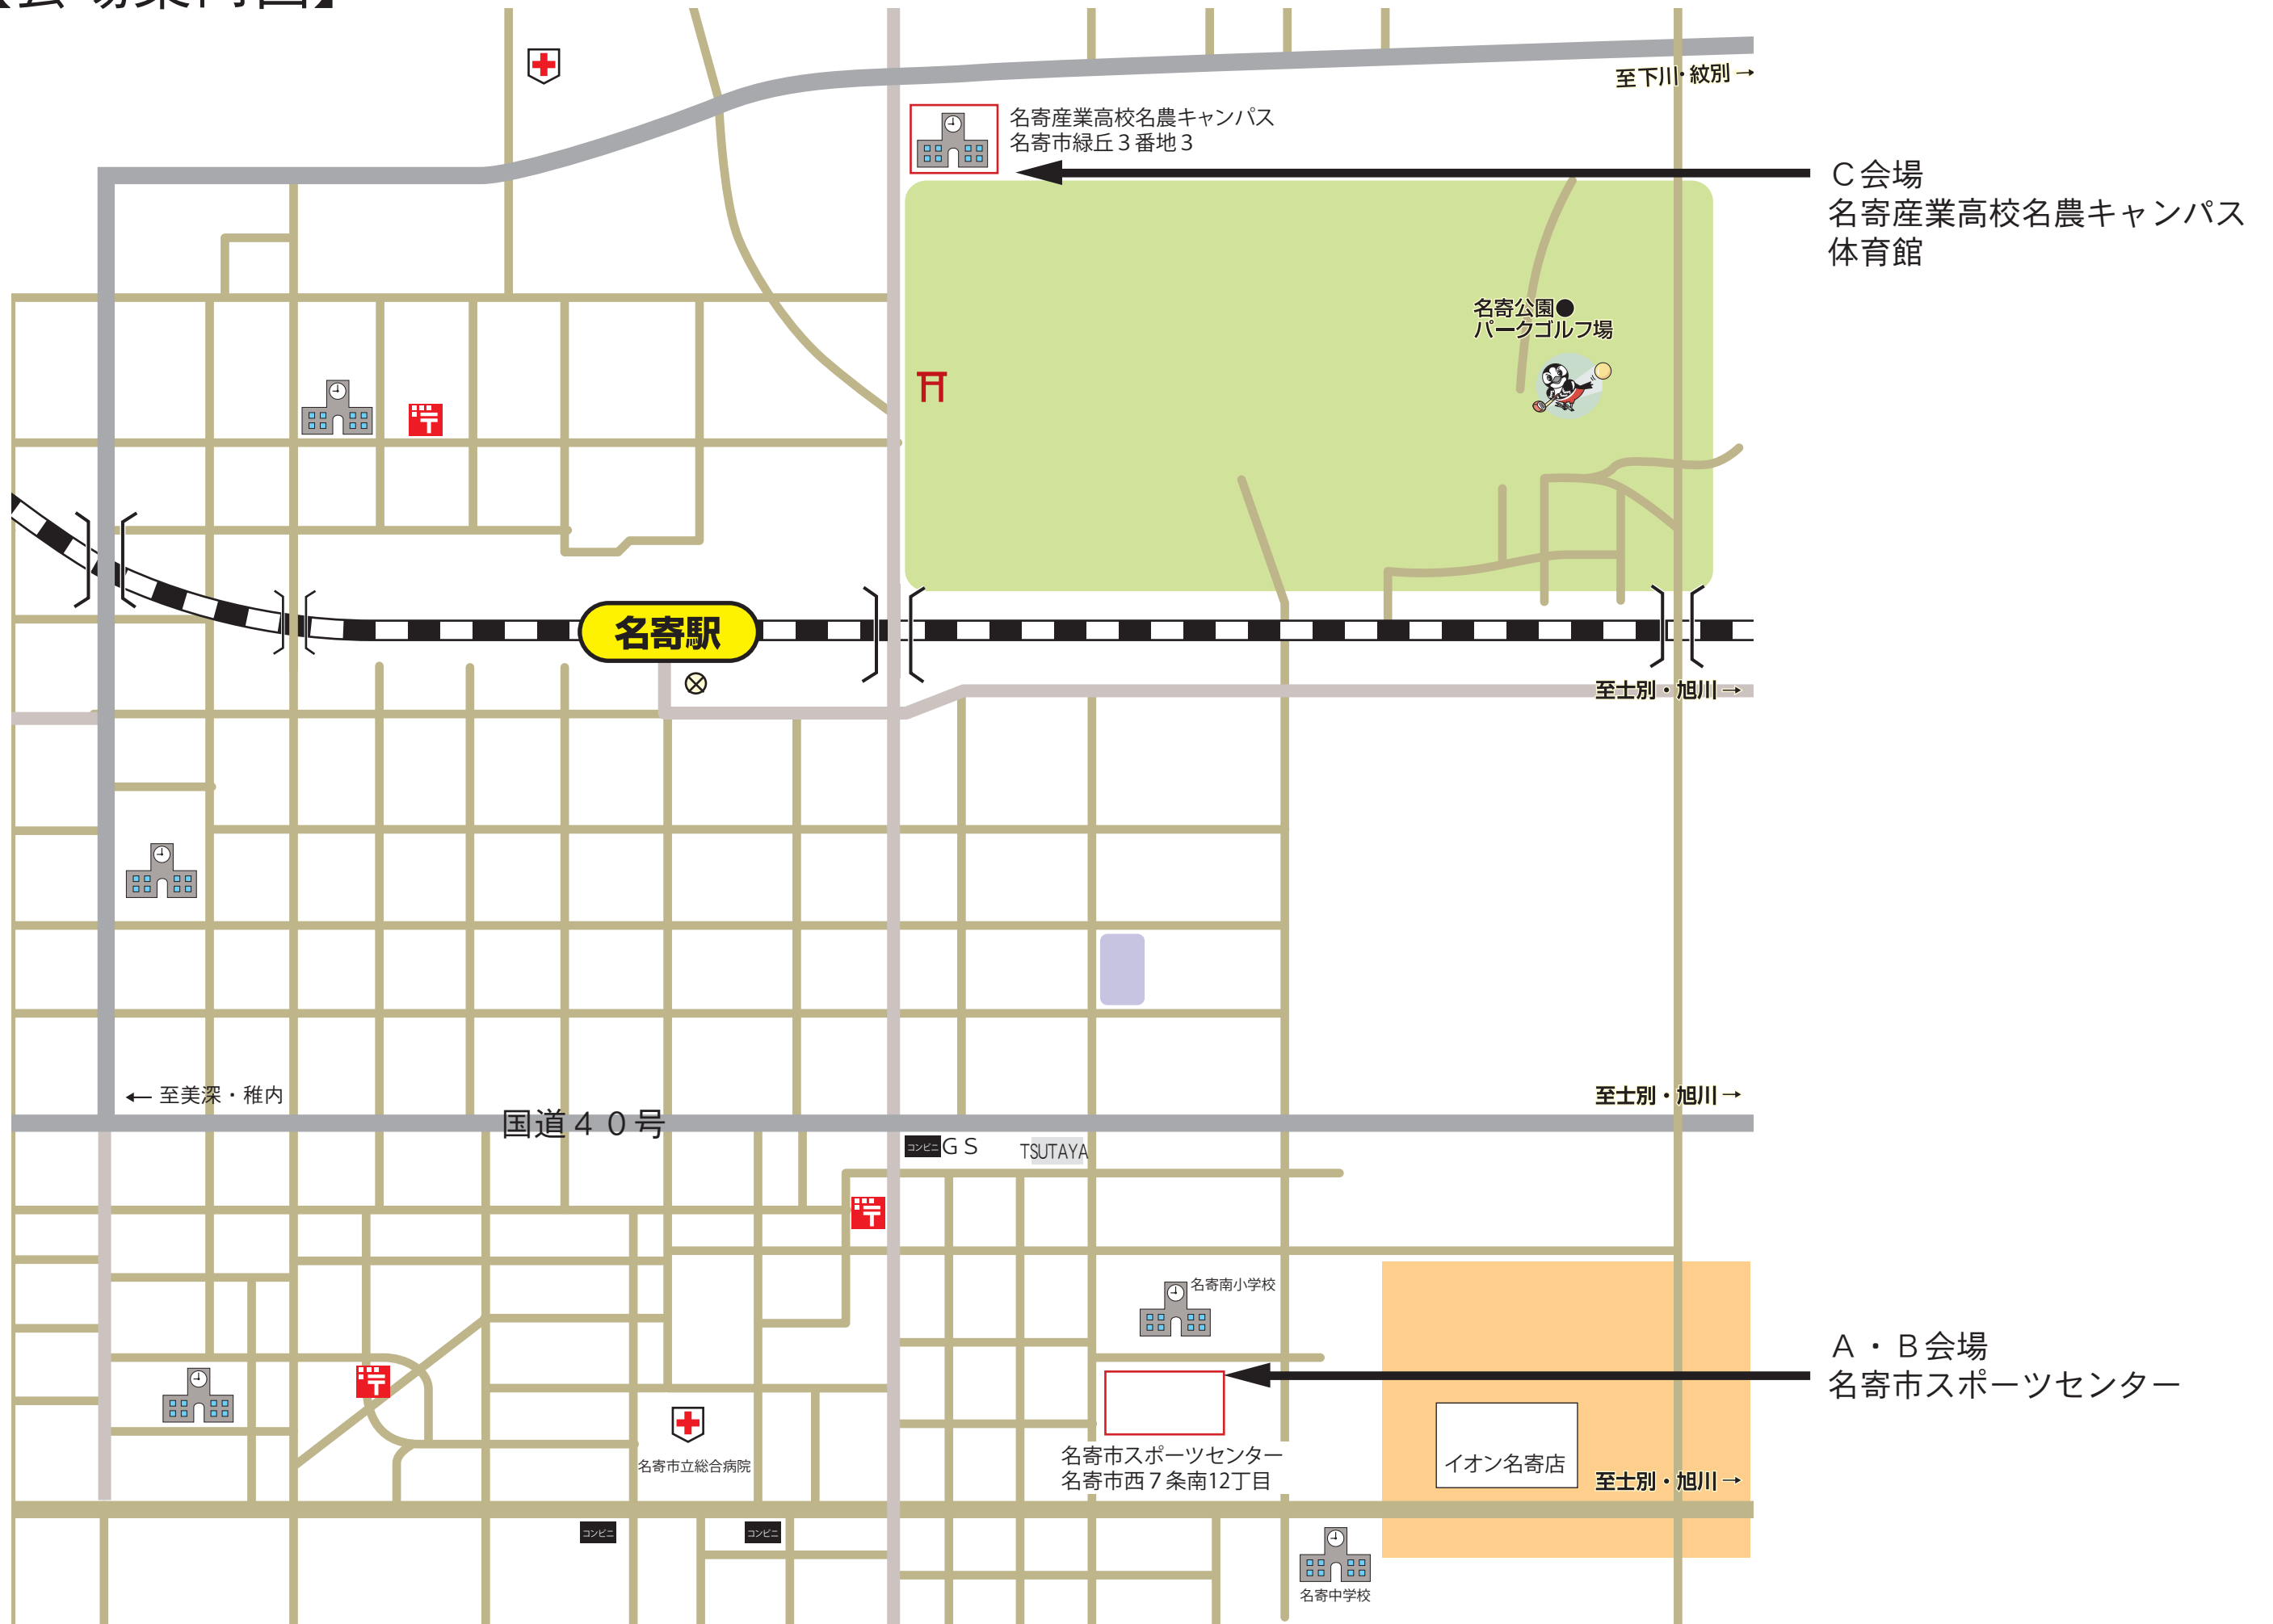 【会場案内図】
至下川・紋別→
名寄産業高校名農キャンパス
名寄市緑丘３番地３
Ｃ会場
名寄産業高校名農キャンパス
体育館
名寄公園●
パークゴルフ場
名寄駅
至士別・旭川→
←至美深・稚内
国道４０号
至士別・旭川→
コンビニ
ＧＳ
TSUTAYA
名寄南小学校
Ａ・Ｂ会場
名寄市スポーツセンター
名寄市立総合病院
名寄市スポーツセンター
名寄市西７条南12丁目
イオン名寄店
至士別・旭川→
コンビニ
コンビニ
名寄中学校